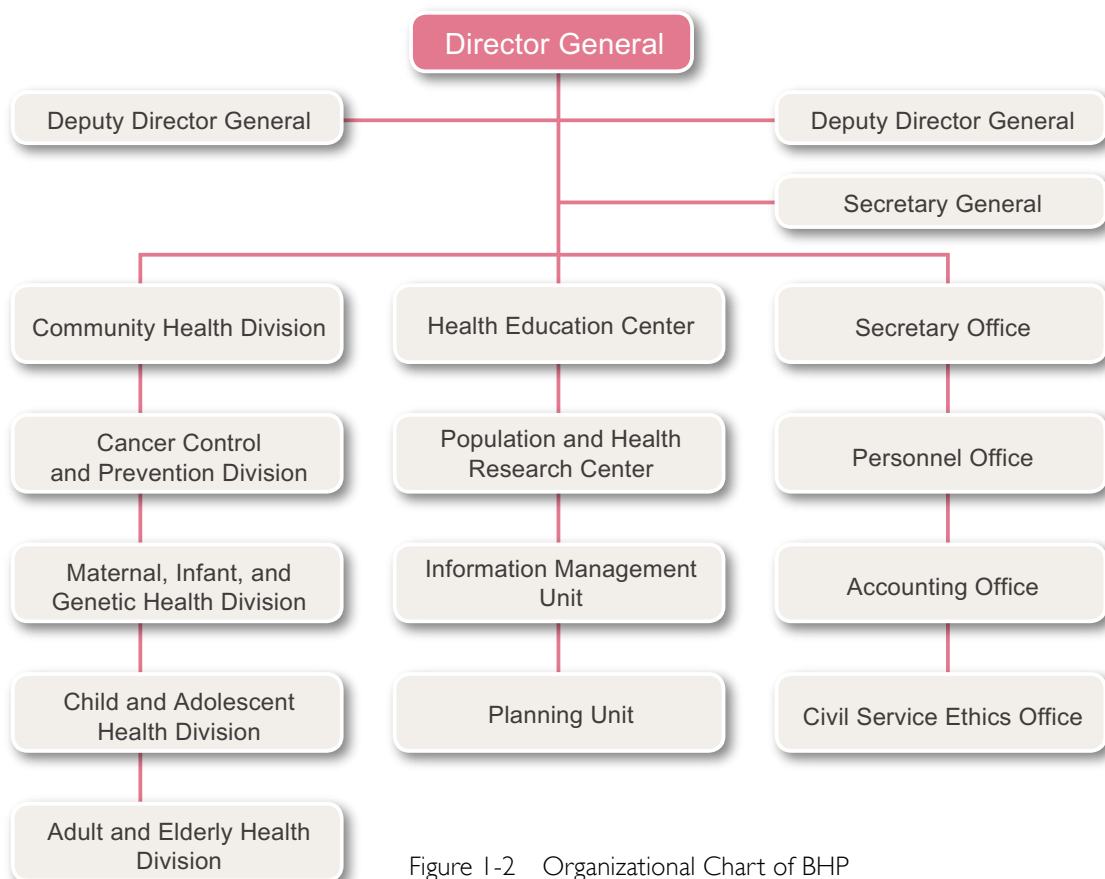 Director General
Deputy Director General
Deputy Director General
Secretary General
Community Health Division
Health Education Center
Secretary Office
Cancer Control
and Prevention Division
Population and Health
Research Center
Personnel Office
Maternal, Infant, and
Genetic Health Division
Information Management
Unit
Accounting Office
Child and Adolescent
Health Division
Planning Unit
Civil Service Ethics Office
Adult and Elderly Health
Division
Figure 1-2 Organizational Chart of BHP